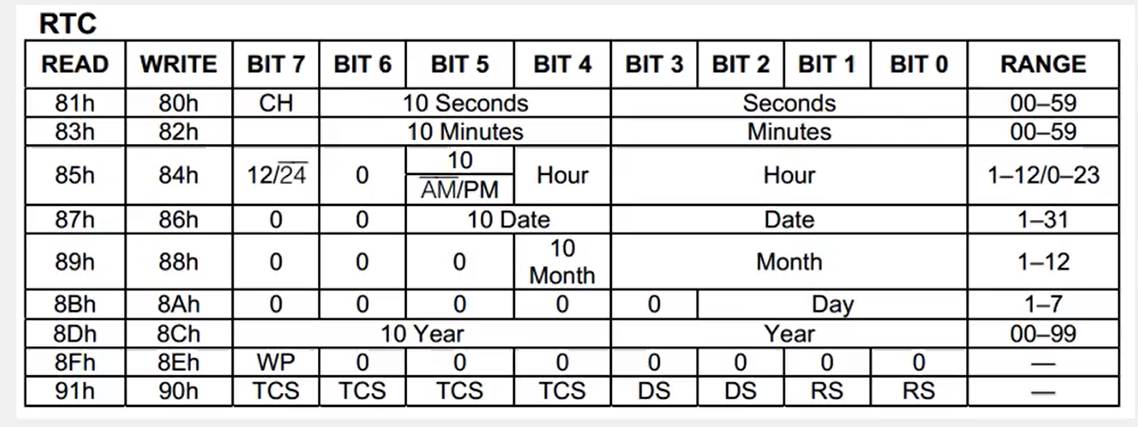 RTC
READ WRITE BIT 7 BIT 6 BIT 5 BIT 4 BIT 3 BIT 2 BIT 1 BIT 0 RANGE
81h 80h CH 10 Seconds Seconds 00–59
83h 82h 10 Minutes Minutes 00–59
85h 84h 12/24 0 10 AM/PM Hour Hour 1–12/0–23
87h 86h 0 0 10 Date Date 1–31
89h 88h 0 0 0 10 Month Month 1–12
8Bh 8Ah 0 0 0 0 0 Day 1–7
8Dh 8Ch 10 Year Year 00–99
8Fh 8Eh WP 0 0 0 0 0 0 0 —
91h 90h TCS TCS TCS TCS DS DS RS RS —